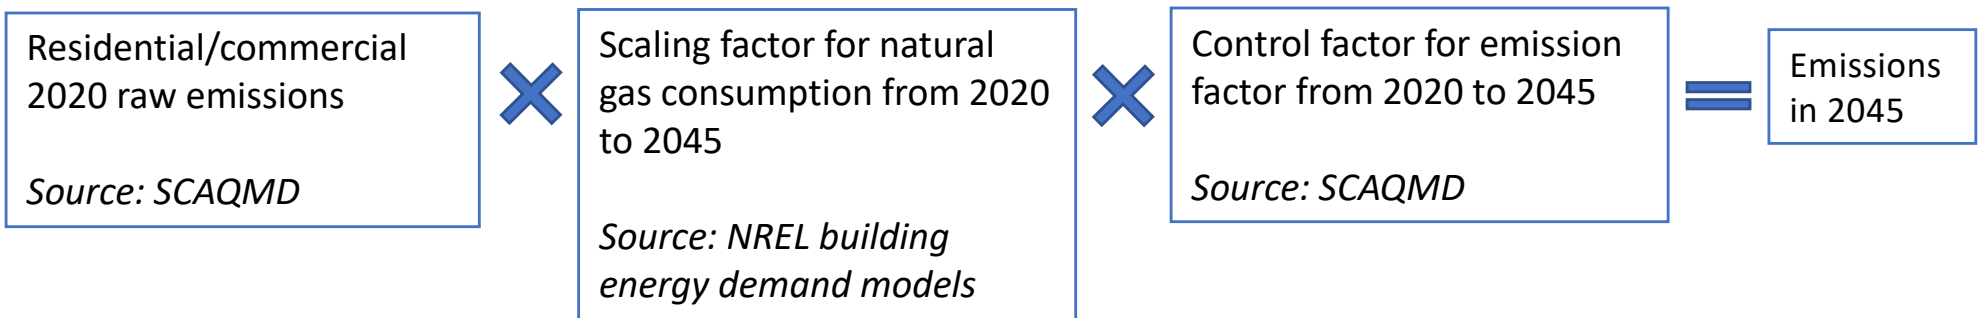 Residential/commercial
2020 raw emissions
Source: SCAQMD
Scaling factor for natural
gas consumption from 2020
to 2045
Source: NREL building
energy demand models
Control factor for emission
factor from 2020 to 2045
Source: SCAQMD
Emissions
in 2045